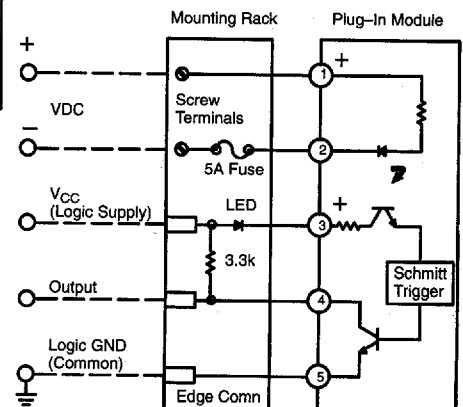 Mounting Rack
Plug–In Module
+
VDC
–
Screw
Terminals
5A Fuse
1
+
2
VCC
(Logic Supply)
LED
3
+
3.3k
Schmitt
Trigger
Output
4
Logic GND
(Common)
5
Edge Comn